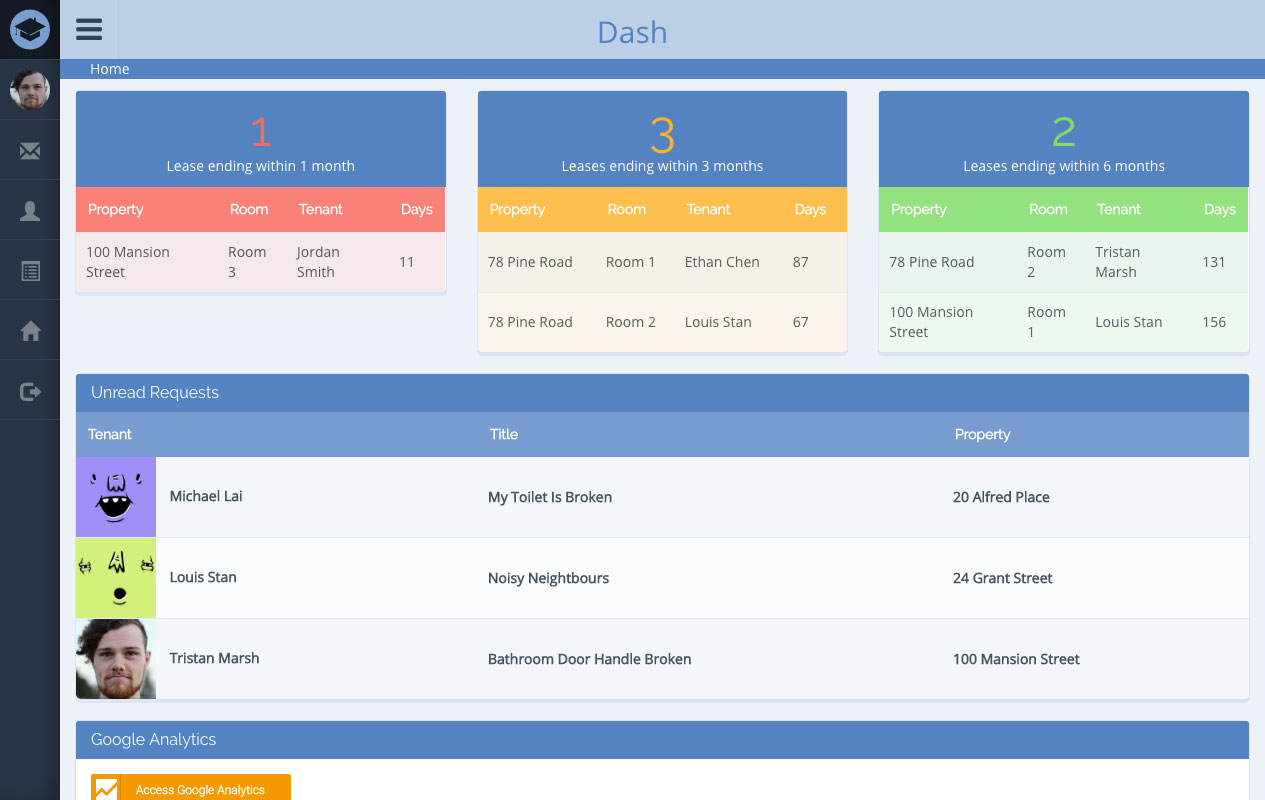 Dash
Home
1
Lease ending within 1 month
Property Room Tenant Days
100 Mansion Street Room 3 Jordan Smith 11
3
Leases ending within 3 months
Property Room Tenant Days
78 Pine Road Room 1 Ethan Chen 87
78 Pine Road Room 2 Louis Stan 67
2
Leases ending within 6 months
Property Room Tenant Days
78 Pine Road Room 2 Tristan Marsh 131
100 Mansion Street Room 1 Louis Stan 156
Unread Requests
Tenant Title Property
Michael Lai My Toilet Is Broken 20 Alfred Place
Louis Stan Noisy Neightbours 24 Grant Street
Tristan Marsh Bathroom Door Handle Broken 100 Mansion Street
Google Analytics
Access Google Analytics